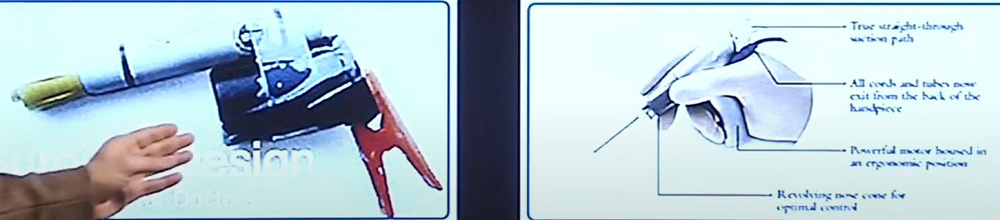 Design
True straight-through
suction path
All cords and tubes now
exit from the back of the
handpiece
Powerful motor housed in
an ergonomic position
Revolving nose cone for
optimal control